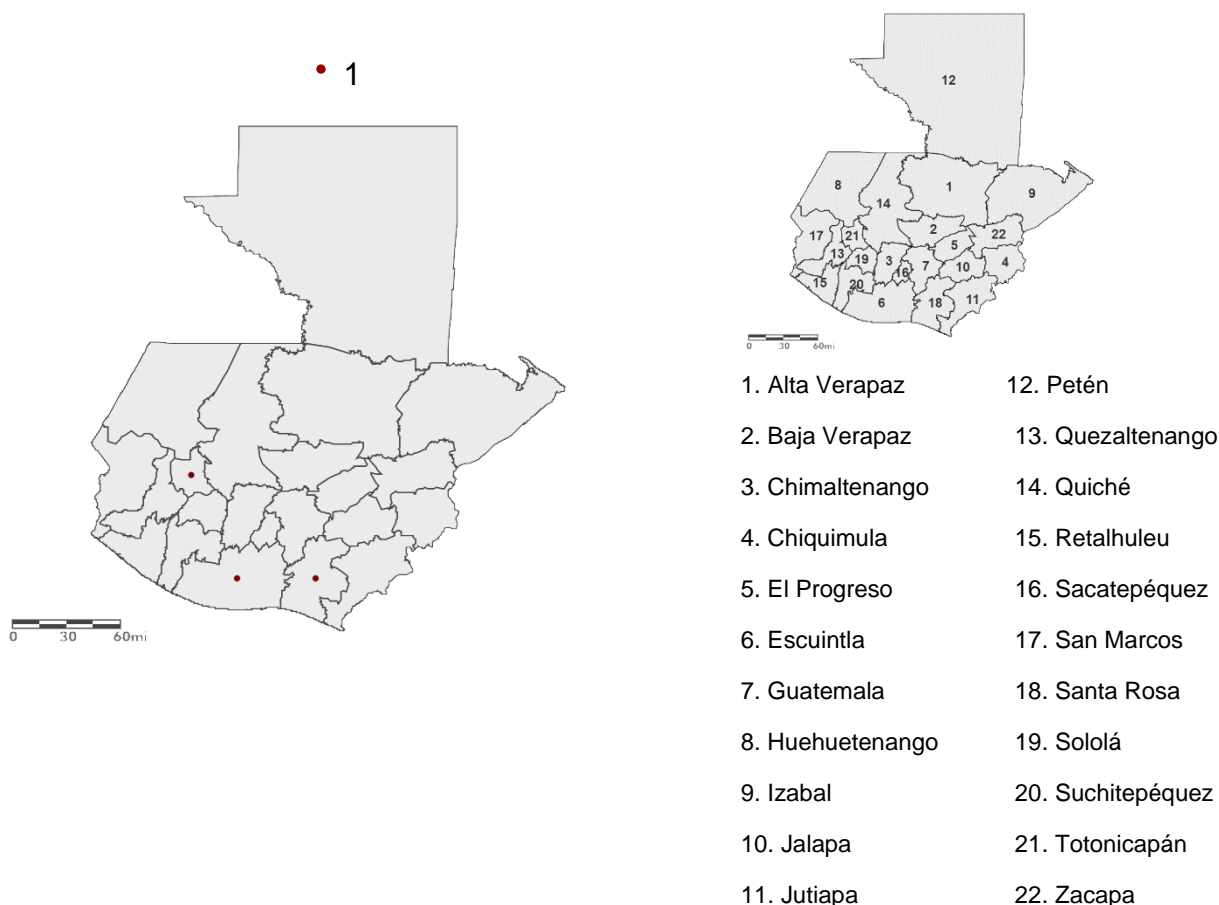 1
0 30 60mi
12
8
1
9
14
17
21
2
22
5
13
19
3
16
7
10
4
15
20
6
18
11
0 30 60mi
1. Alta Verapaz
2. Baja Verapaz
3. Chimaltenango
4. Chiquimula
5. El Progreso
6. Escuintla
7. Guatemala
8. Huehuetenango
9. Izabal
10. Jalapa
11. Jutiapa
12. Petén
13. Quezaltenango
14. Quiché
15. Retalhuleu
16. Sacatepéquez
17. San Marcos
18. Santa Rosa
19. Sololá
20. Suchitepéquez
21. Totonicapán
22. Zacapa